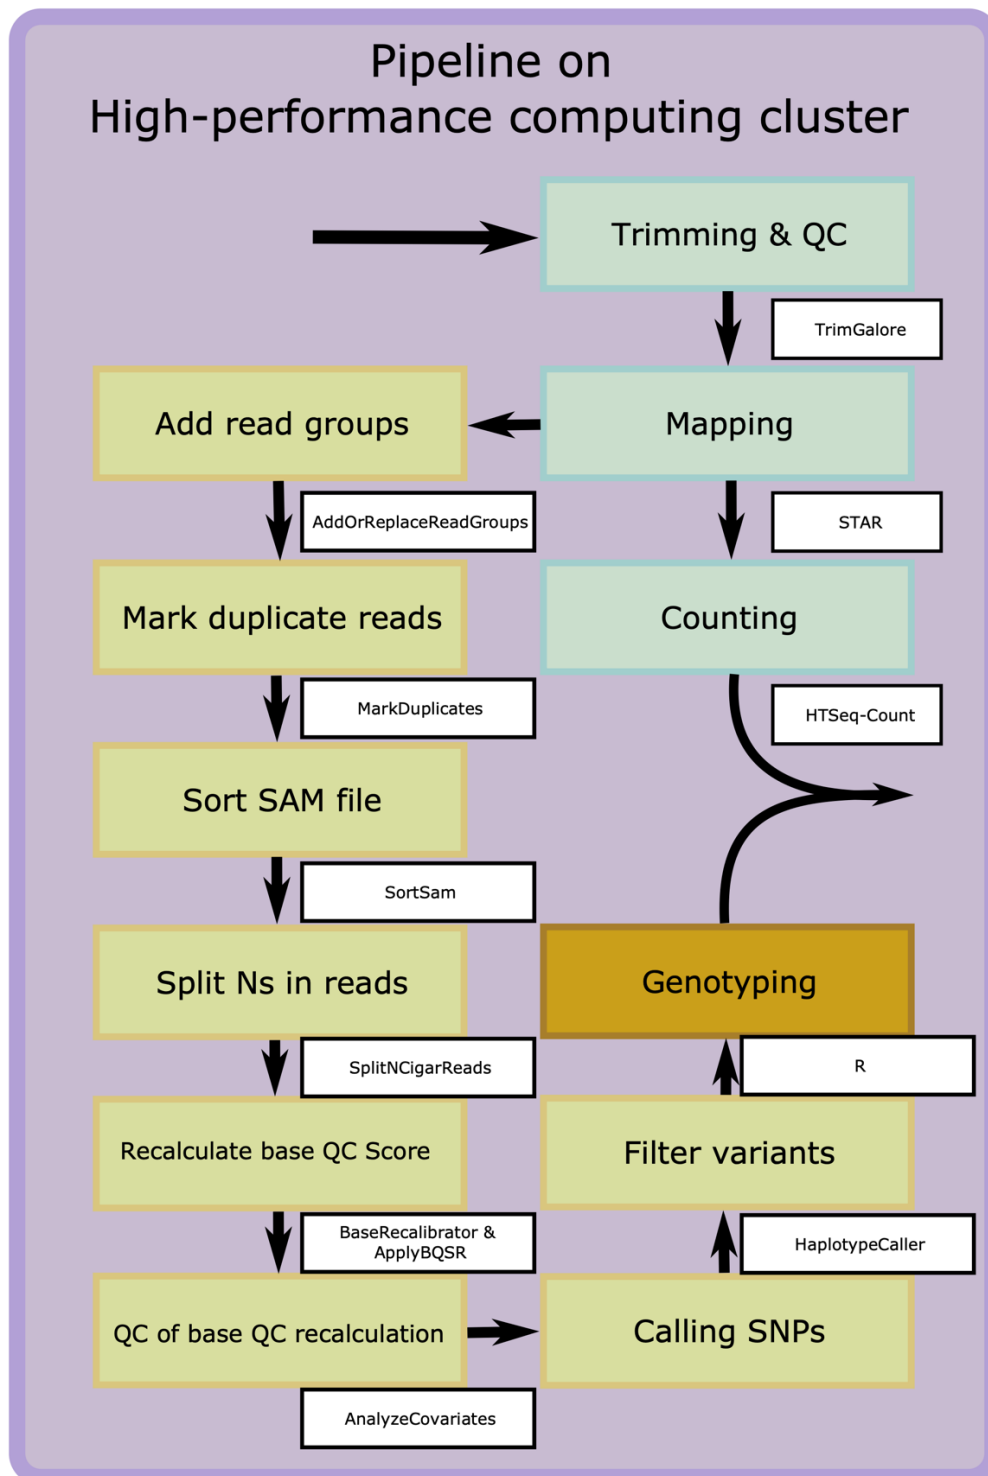 Pipeline on
High-performance computing cluster
Trimming & QC
TrimGalore
Add read groups
Mapping
AddOrReplaceReadGroups
STAR
Mark duplicate reads
Counting
MarkDuplicates
HTSeq-Count
Sort SAM file
SortSam
Split Ns in reads
Genotyping
SplitNCigarReads
R
Recalculate base QC Score
Filter variants
BaseRecalibrator &
ApplyBQSR
HaplotypeCaller
QC of base QC recalculation
Calling SNPs
AnalyzeCovariates